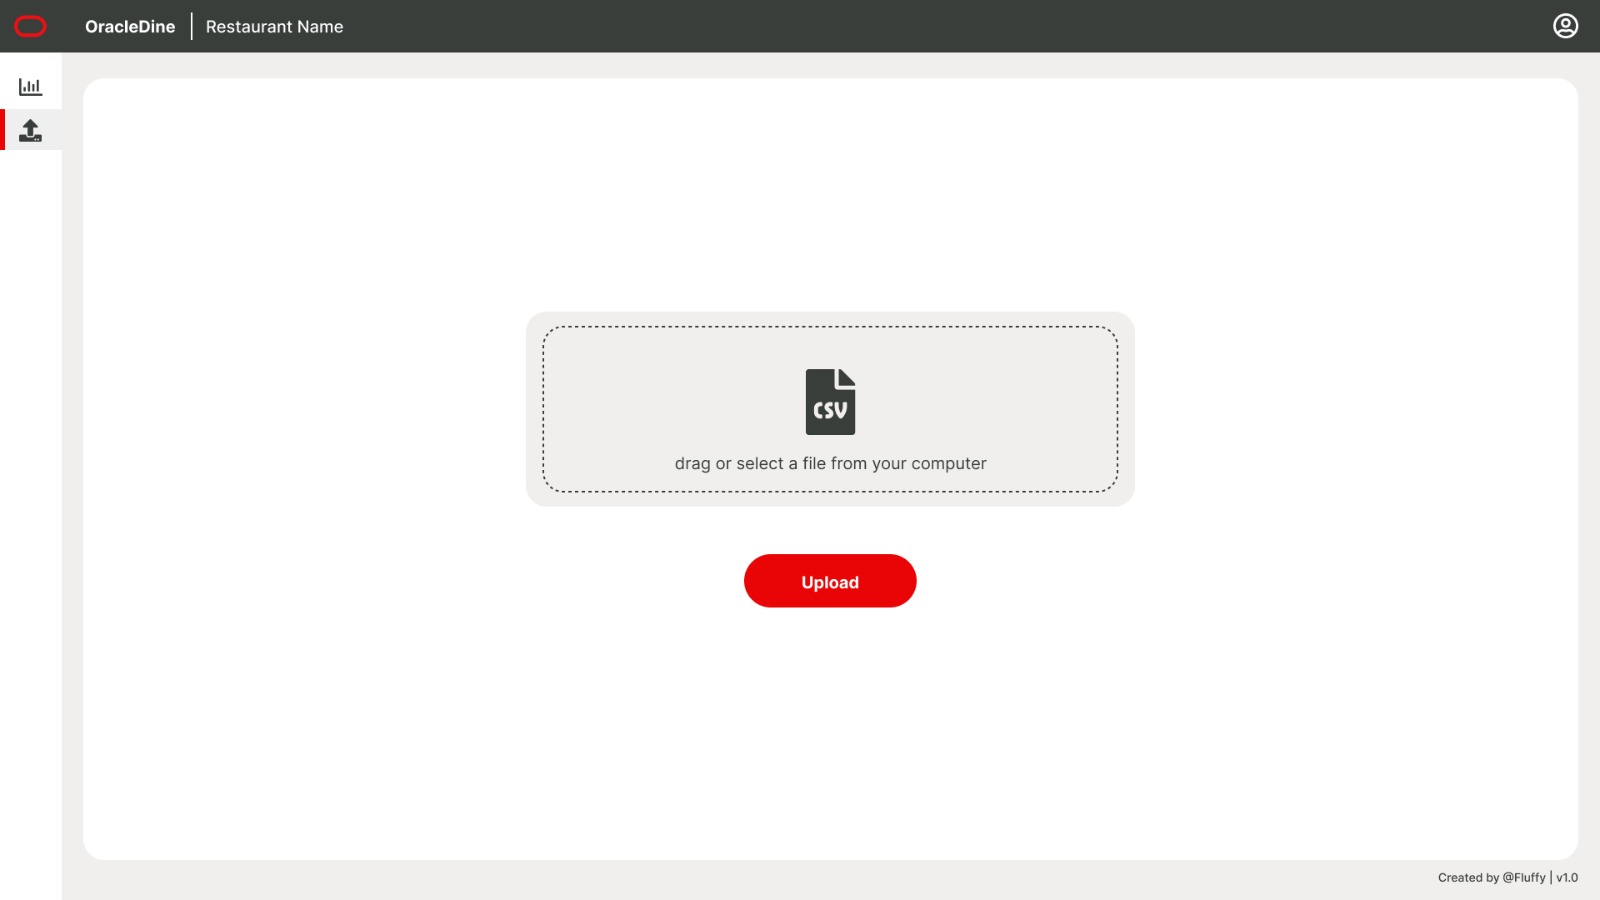 OracleDine
Restaurant Name
CSV
drag or select a file from your computer
Upload
Created by @Fluffy | v1.0